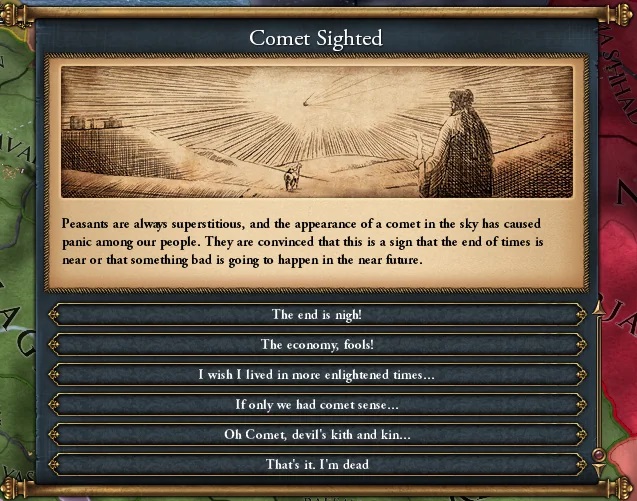 Comet Sighted
Peasants are always superstitious, and the appearance of a comet in the sky has caused
panic among our people. They are convinced that this is a sign that the end of times is
near or that something bad is going to happen in the near future.
The end is nigh!
The economy, fools!
I wish I lived in more enlightened times...
If only we had comet sense...
Oh Comet, devil's kith and kin...
That's it. I'm dead